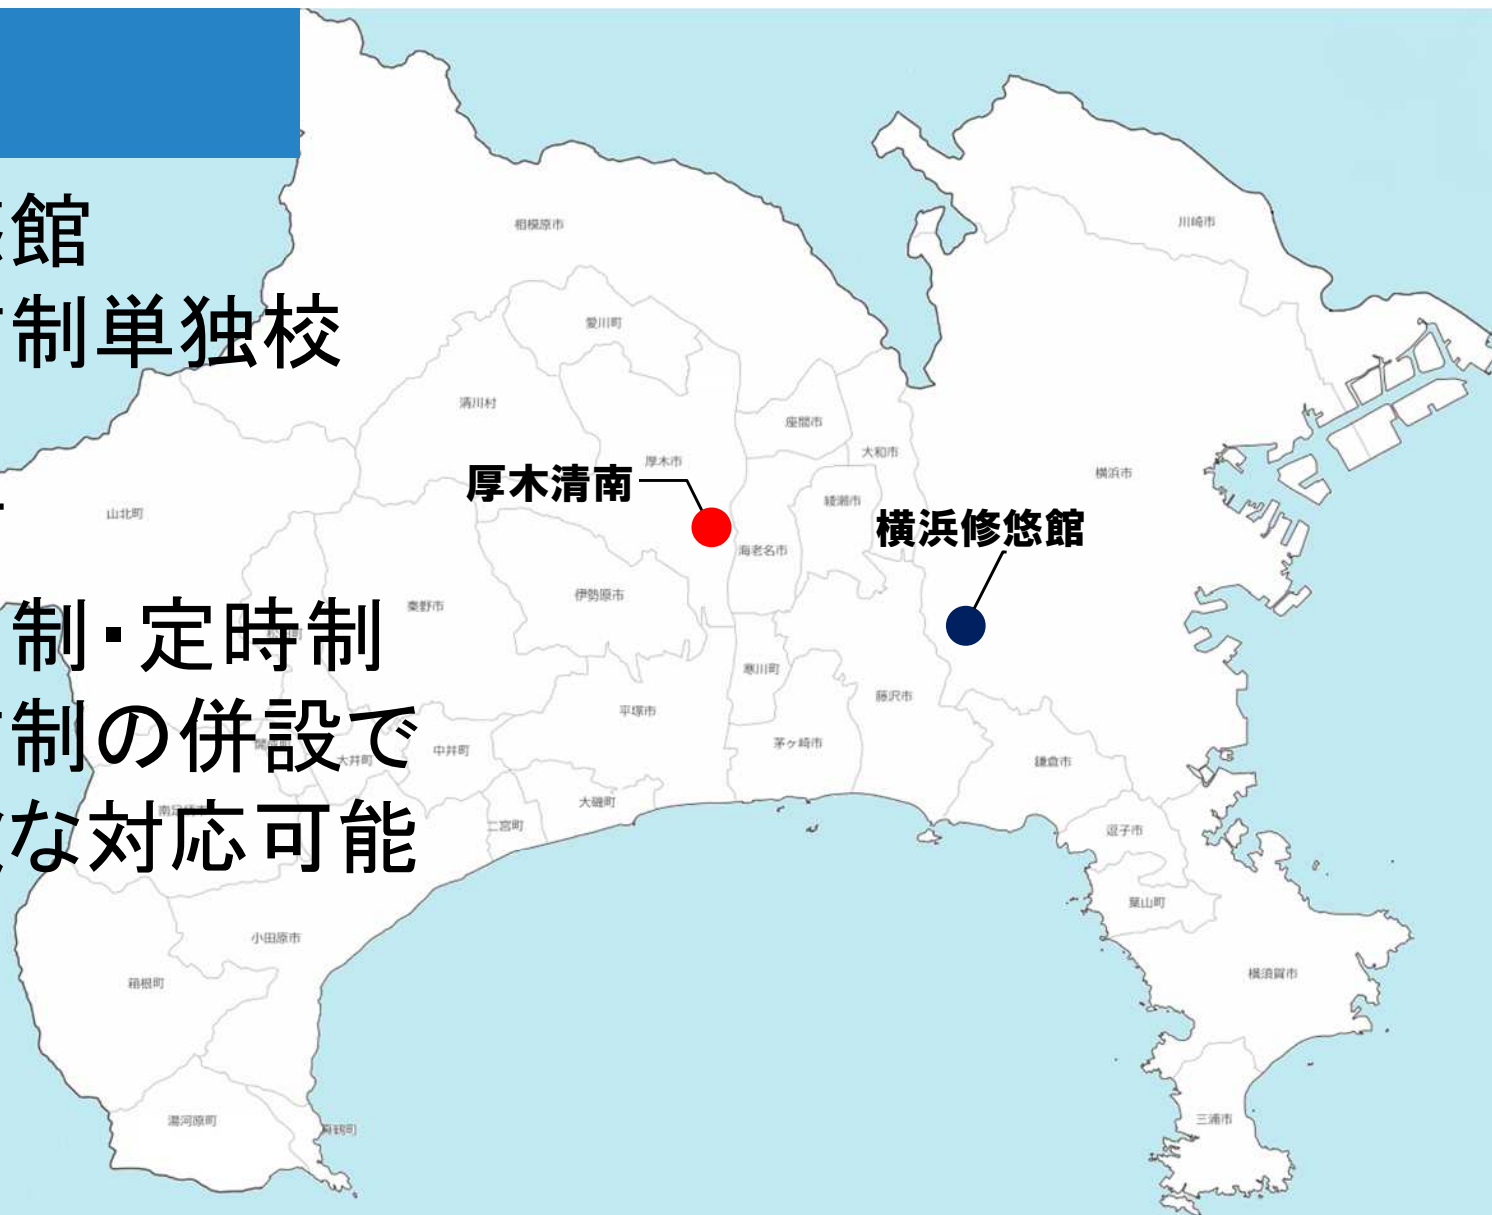 館
制単独校
制・定時制
制の併設で
な対応可能
相模原市
川崎市
愛川町
清川村
座間市
厚木市
大和市
横浜市
厚木清南
綾瀬市
山北町
横浜修悠館
海老名市
伊勢原市
秦野市
寒川町
藤沢市
平塚市
茅ヶ崎市
中井町
大井町
鎌倉市
大磯町
二宮町
逗子市
葉山町
小田原市
横須賀市
箱根町
三浦市
湯河原町
真鶴町